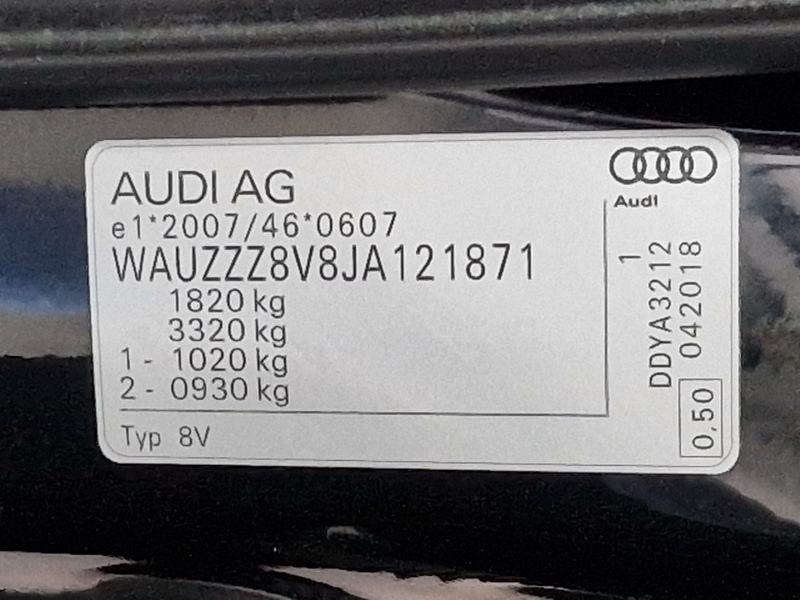 AUDI AG
e1*2007/46*0607
WAUZZZ8V8JA121871
1820 kg
3320 kg
1 - 1020 kg
2 - 0930 kg
Typ 8V
Audi
1
DDYA3212
042018
0,50